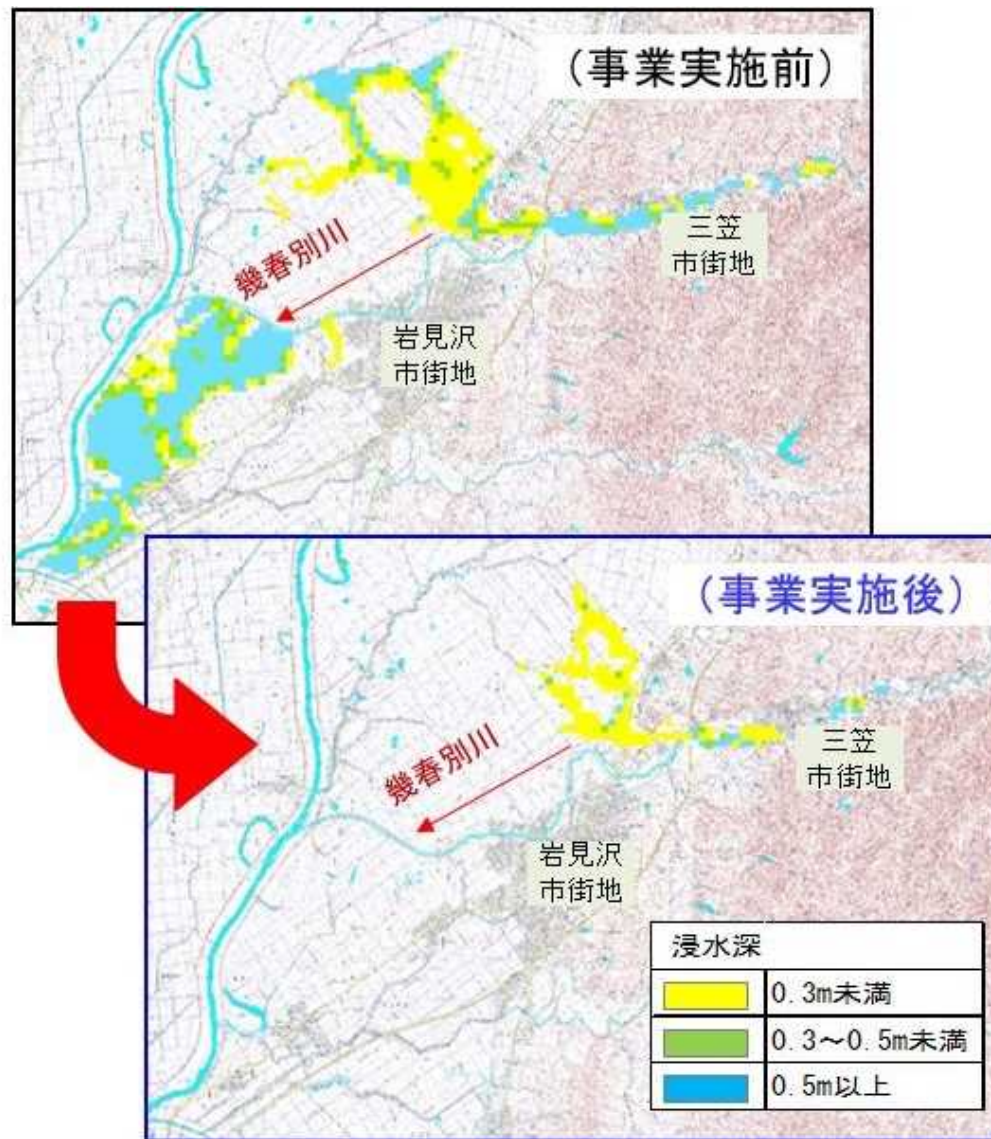 （事業実施前）
三笠
市街地
幾春別川
岩見沢
市街地
（事業実施後）
三笠
市街地
幾春別川
岩見沢
市街地
浸水深
0.3m未満
0.3～0.5m未満
0.5m以上